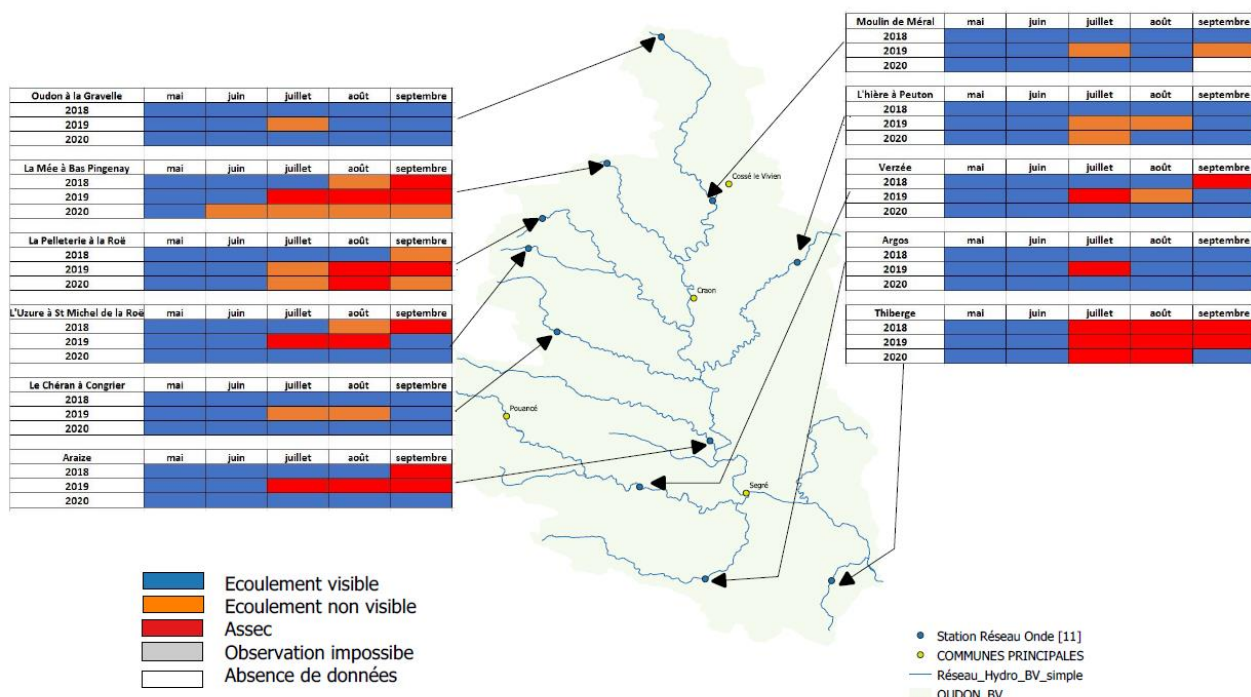 Oudon à la Gravelle mai juin juillet août septembre
2018
2019
2020
La Mée à Bas Pingenay mai juin juillet août septembre
2018
2019
2020
La Pelleterie à la Roë mai juin juillet août septembre
2018
2019
2020
L'Uzure à St Michel de la Roë mai juin juillet août septembre
2018
2019
2020
Le Chéran à Congrier mai juin juillet août septembre
2018
2019
2020
Araize mai juin juillet août septembre
2018
2019
2020
Moulin de Méral mai juin juillet août septembre
2018
2019
2020
L'hière à Peuton mai juin juillet août septembre
2018
2019
2020
Verzée mai juin juillet août septembre
2018
2019
2020
Argos mai juin juillet août septembre
2018
2019
2020
Thiberge mai juin juillet août septembre
2018
2019
2020
Cossé le Vivien
Craon
Pouancé
Segré
Ecoulement visible
Ecoulement non visible
Assec
Observation impossibe
Absence de données
Station Réseau Onde [11]
COMMUNES PRINCIPALES
Réseau_Hydro_BV_simple
OUDON_BV